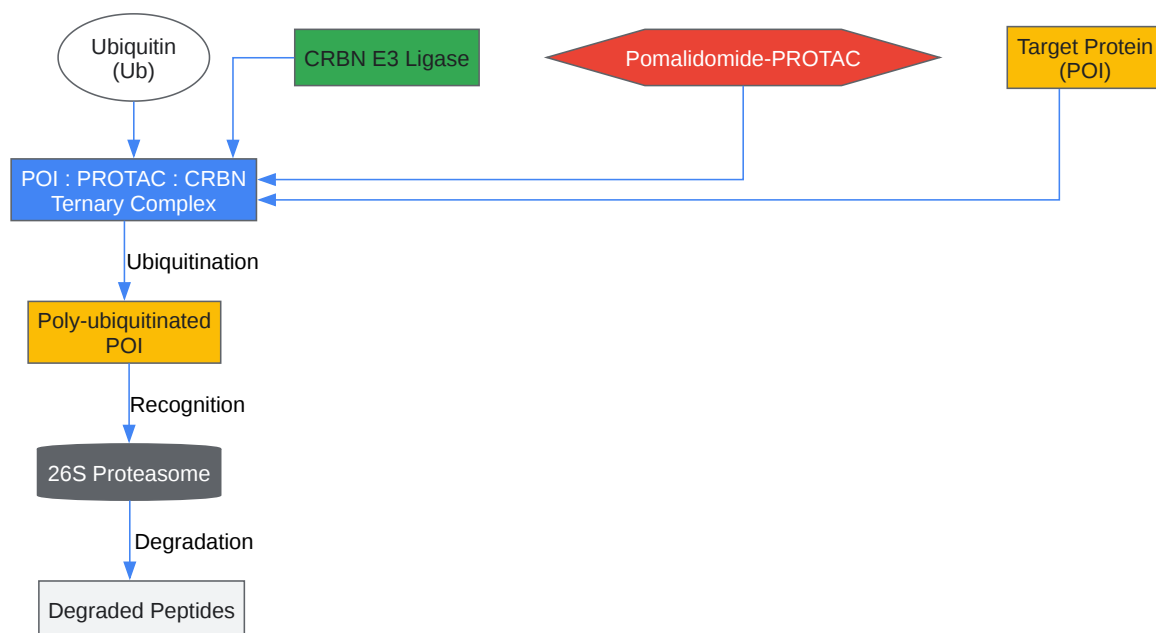 Ubiquitin
(Ub)
CRBN E3 Ligase
Pomalidomide-PROTAC
Target Protein
(POI)
POI : PROTAC : CRBN
Ternary Complex
Ubiquitination
Poly-ubiquitinated
POI
Recognition
26S Proteasome
Degradation
Degraded Peptides